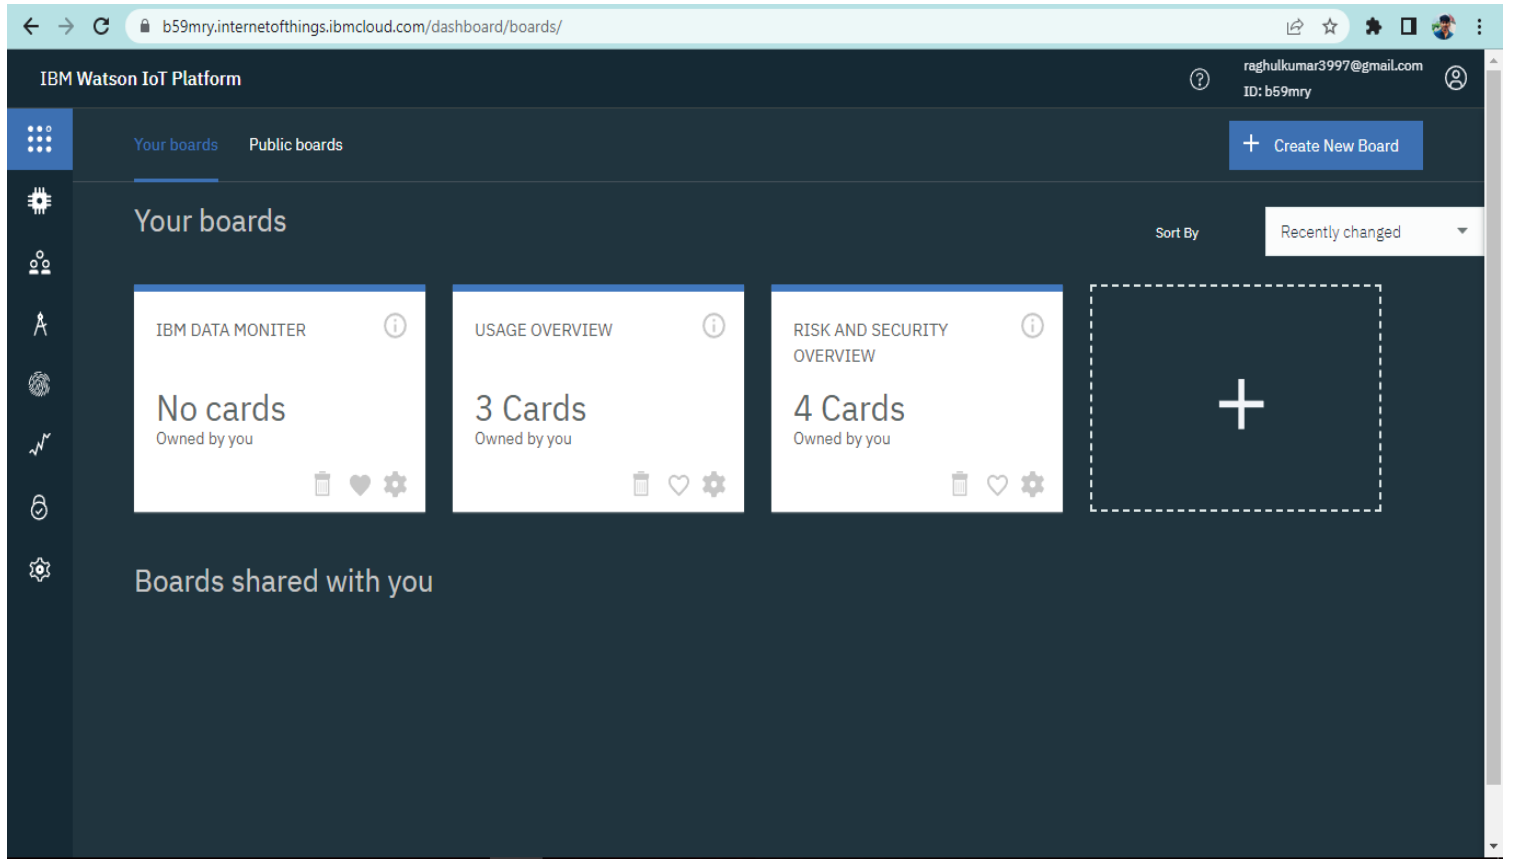 b59mry.internetofthings.ibmcloud.com/dashboard/boards/
IBM Watson IoT Platform
raghulkumar3997@gmail.com
ID: b59mry
Your boards
Public boards
Create New Board
Your boards
Sort By
Recently changed
IBM DATA MONITER
No cards
Owned by you
USAGE OVERVIEW
3 Cards
Owned by you
RISK AND SECURITY
OVERVIEW
4 Cards
Owned by you
Boards shared with you